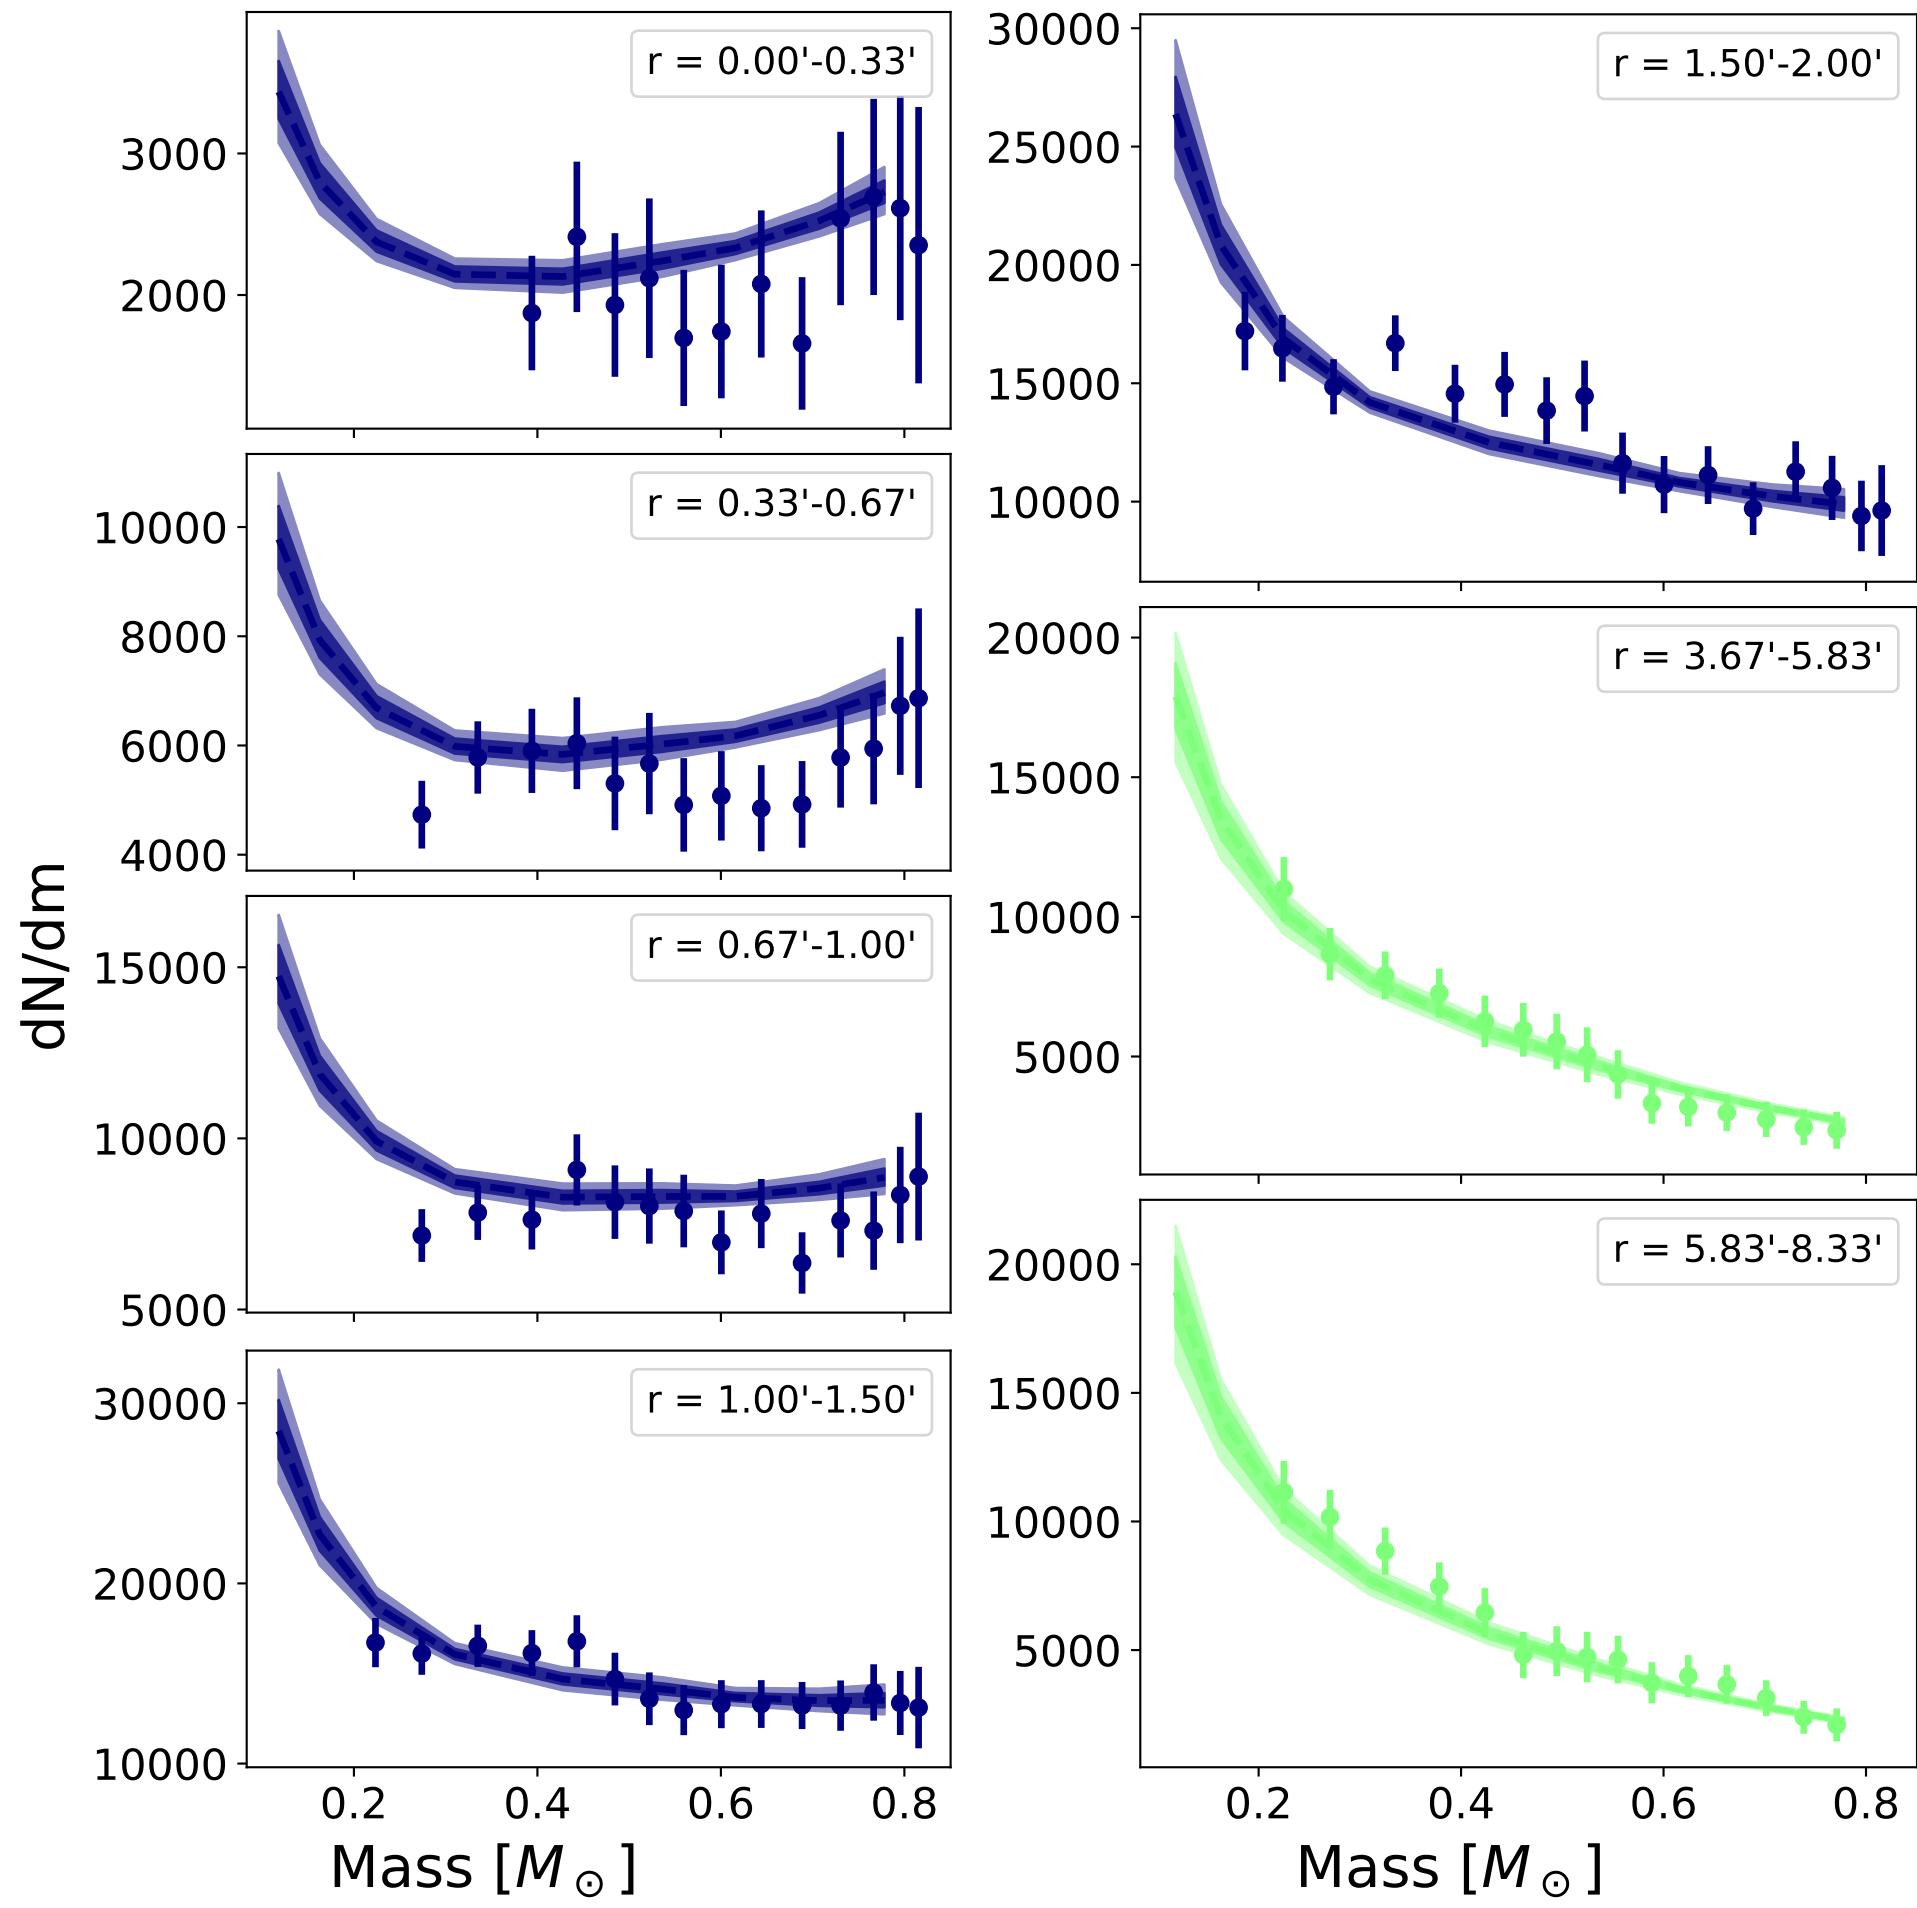 dN/dm
r = 0.00'-0.33'
3000
2000
r = 0.33'-0.67'
10000
8000
6000
4000
r = 0.67'-1.00'
15000
10000
5000
r = 1.00'-1.50'
30000
20000
10000
0.2 0.4 0.6 0.8
Mass [M⊙]
r = 1.50'-2.00'
30000
25000
20000
15000
10000
r = 3.67'-5.83'
20000
15000
10000
5000
r = 5.83'-8.33'
20000
15000
10000
5000
0.2 0.4 0.6 0.8
Mass [M⊙]